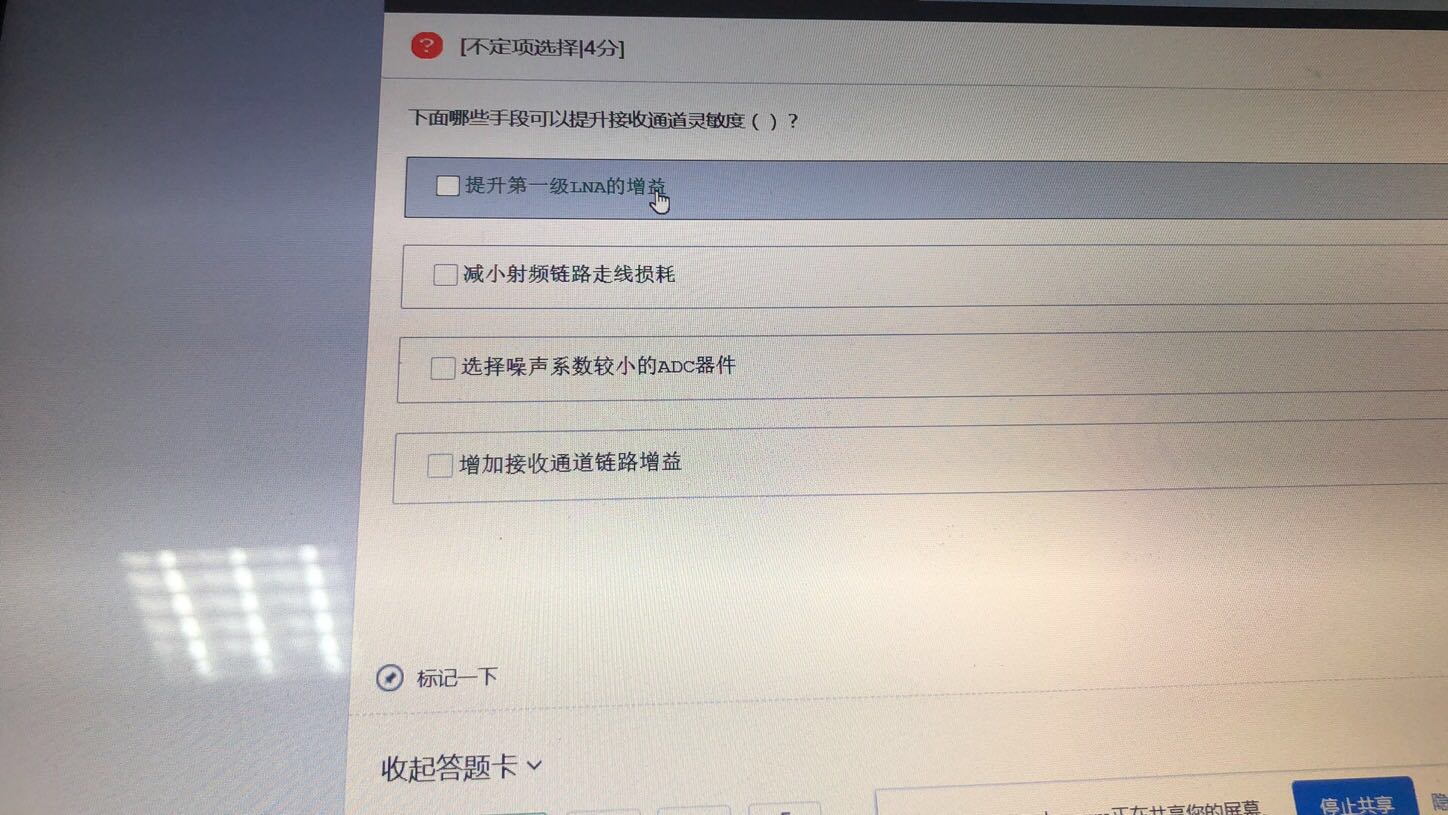 ?
[不定项选择|4分]
下面哪些手段可以提升接收通道灵敏度（ ）?
提升第一级LNA的增益
减小射频链路走线损耗
选择噪声系数较小的ADC器件
增加接收通道链路增益
标记一下
收起答题卡
正在共享您的屏幕
停止共享